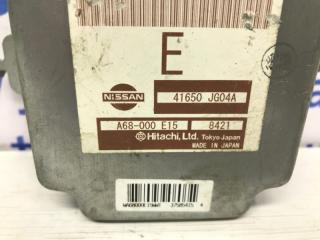 E
NISSAN
41650 JG04A
A68-000 E15
8421
Hitachi, Ltd. Tokyo Japan
MADE IN JAPAN